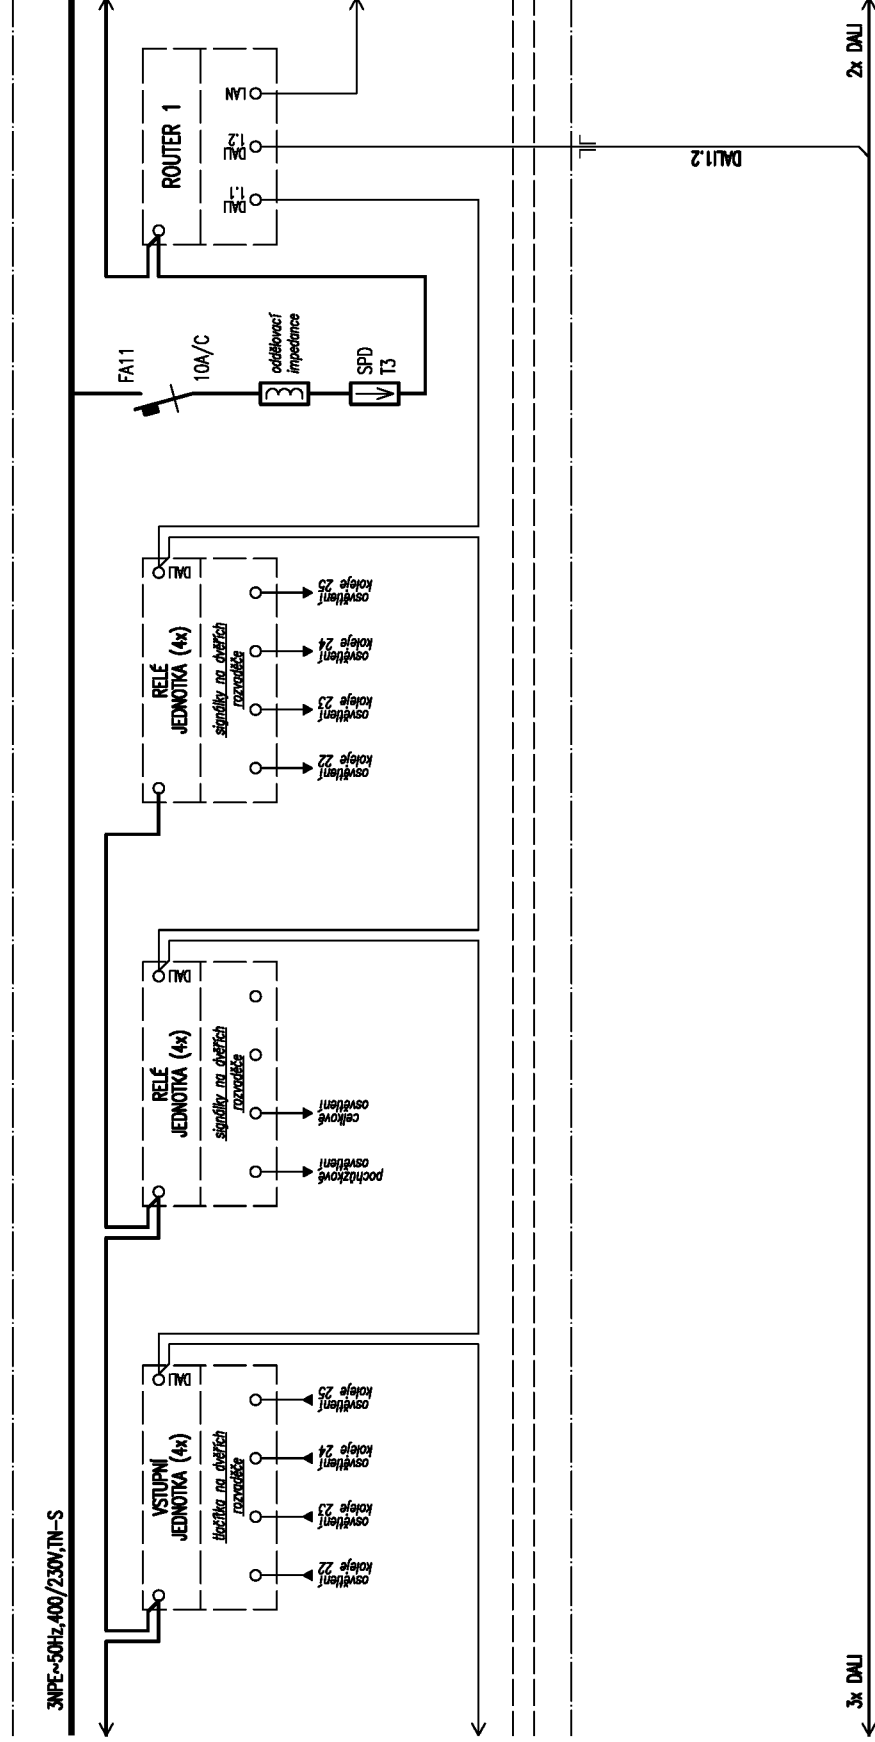 3NPE~50Hz,400/230V,TN-S
VSTUPNÍ
JEDNOTKA (4x)
tlačítka na dveřích
rozvaděče
DALI
osvětlení
koleje 22
osvětlení
koleje 23
osvětlení
koleje 24
osvětlení
koleje 25
RELÉ
JEDNOTKA (4x)
signálky na dveřích
rozvaděče
DALI
pochůzkové
osvětlení
celkové
osvětlení
RELÉ
JEDNOTKA (4x)
signálky na dveřích
rozvaděče
DALI
osvětlení
koleje 22
osvětlení
koleje 23
osvětlení
koleje 24
osvětlení
koleje 25
FA11
10A/C
oddělovací
impedance
SPD
T3
ROUTER 1
DALI
1.1
DALI
1.2
LAN
DALI1.2
3x DALI
2x DALI